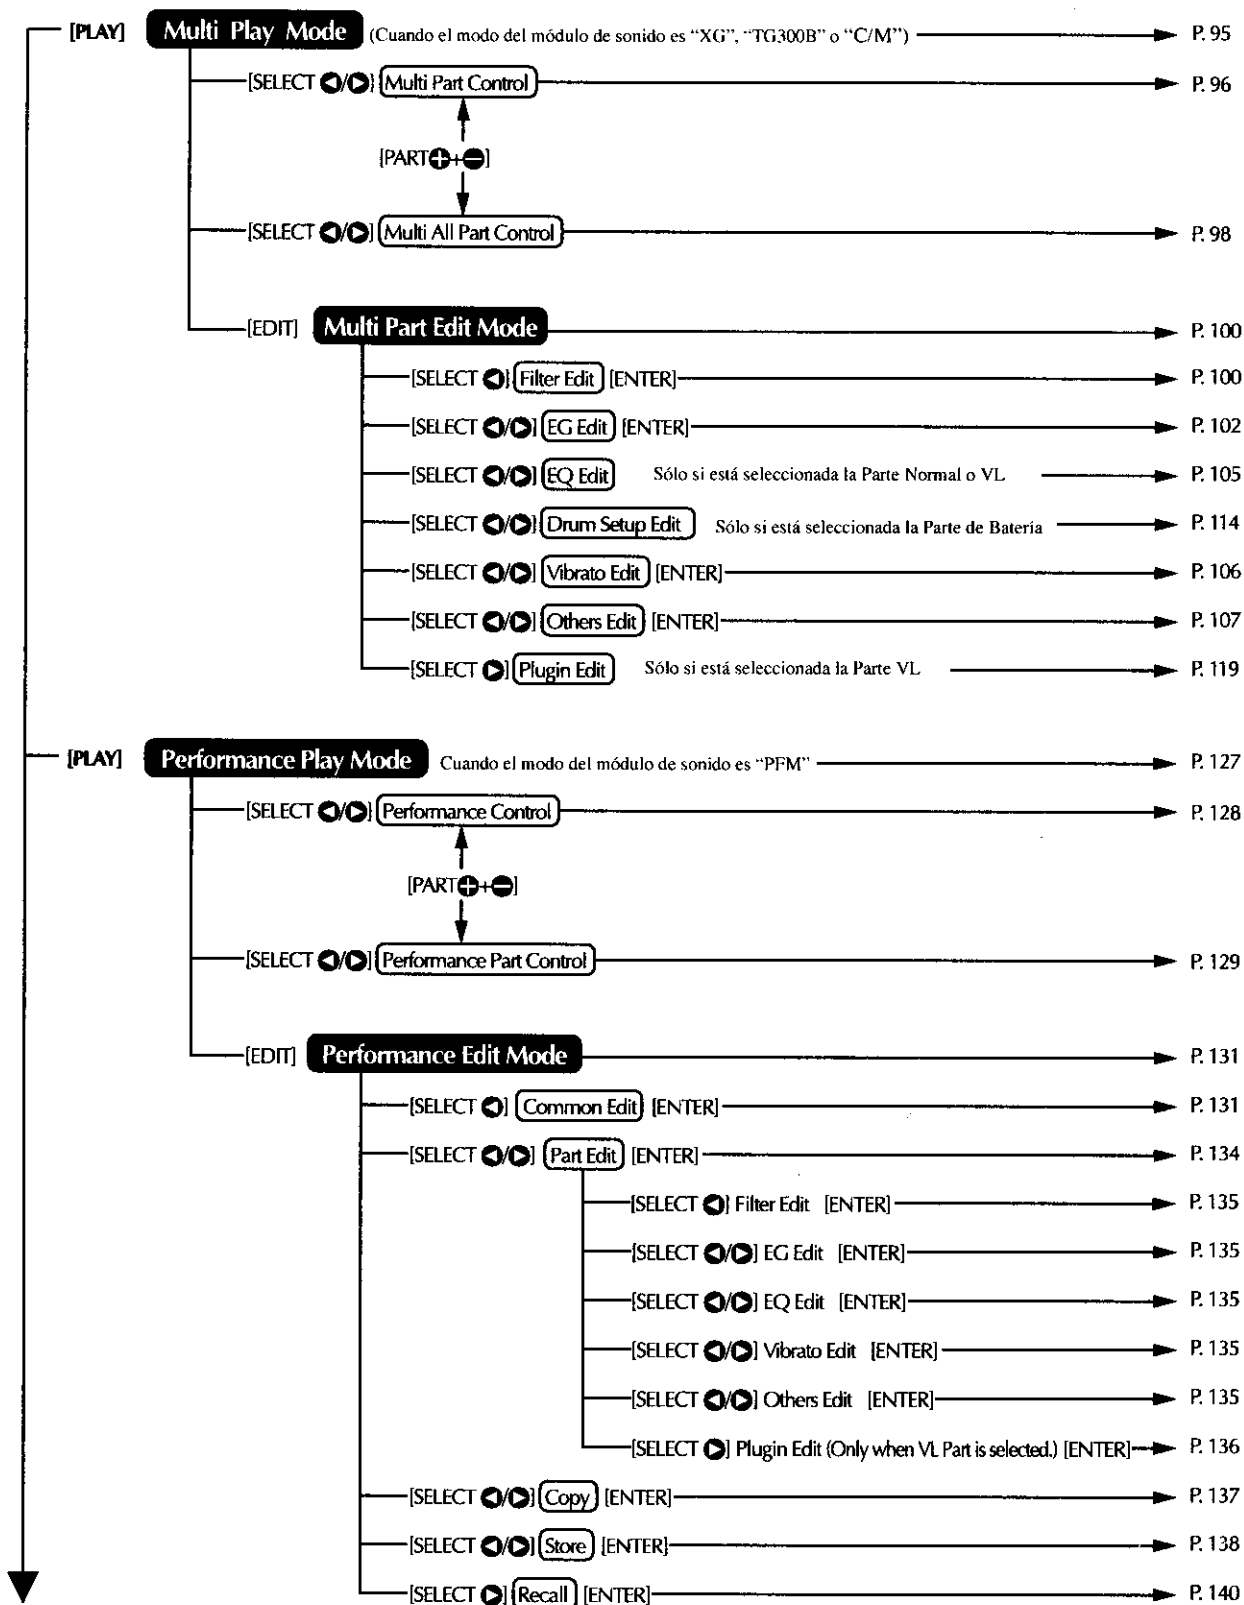 [PLAY] Multi Play Mode (Cuando el modo del módulo de sonido es “XG”, “TG300B” o “C/M”) P. 95
[SELECT ◀/▶] Multi Part Control P. 96
[PART➕+➖]
[SELECT ◀/▶] Multi All Part Control P. 98
[EDIT] Multi Part Edit Mode P. 100
[SELECT ◀] Filter Edit [ENTER] P. 100
[SELECT ◀/▶] EG Edit [ENTER] P. 102
[SELECT ◀/▶] EQ Edit Sólo si está seleccionada la Parte Normal o VL P. 105
[SELECT ◀/▶] Drum Setup Edit Sólo si está seleccionada la Parte de Batería P. 114
[SELECT ◀/▶] Vibrato Edit [ENTER] P. 106
[SELECT ◀/▶] Others Edit [ENTER] P. 107
[SELECT ▶] Plugin Edit Sólo si está seleccionada la Parte VL P. 119
[PLAY] Performance Play Mode Cuando el modo del módulo de sonido es “PFM” P. 127
[SELECT ◀/▶] Performance Control P. 128
[PART➕+➖]
[SELECT ◀/▶] Performance Part Control P. 129
[EDIT] Performance Edit Mode P. 131
[SELECT ◀] Common Edit [ENTER] P. 131
[SELECT ◀/▶] Part Edit [ENTER] P. 134
[SELECT ◀] Filter Edit [ENTER] P. 135
[SELECT ◀/▶] EG Edit [ENTER] P. 135
[SELECT ◀/▶] EQ Edit [ENTER] P. 135
[SELECT ◀/▶] Vibrato Edit [ENTER] P. 135
[SELECT ◀/▶] Others Edit [ENTER] P. 135
[SELECT ▶] Plugin Edit (Only when VL Part is selected.) [ENTER] P. 136
[SELECT ◀/▶] Copy [ENTER] P. 137
[SELECT ◀/▶] Store [ENTER] P. 138
[SELECT ▶] Recall [ENTER] P. 140